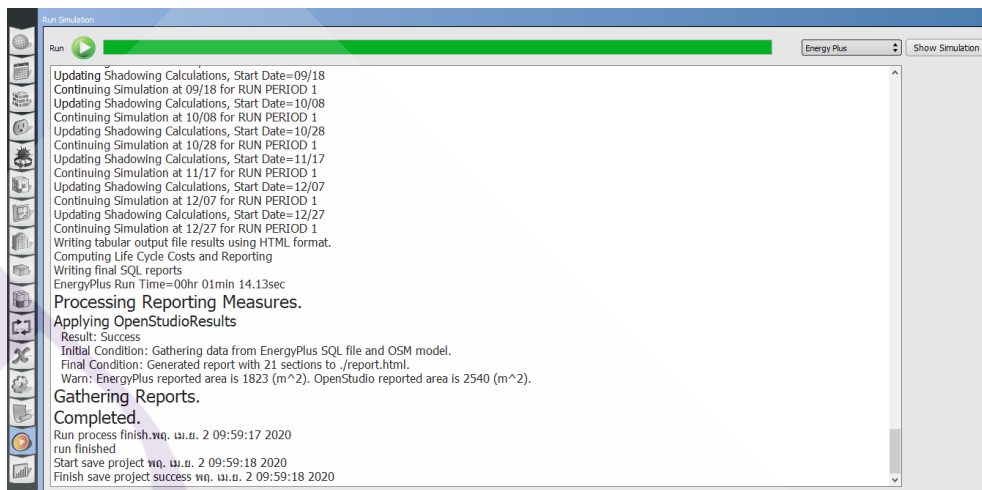 Run Simulation
Run
Energy Plus
Show Simulation
Updating Shadowing Calculations, Start Date=09/18
Continuing Simulation at 09/18 for RUN PERIOD 1
Updating Shadowing Calculations, Start Date=10/08
Continuing Simulation at 10/08 for RUN PERIOD 1
Updating Shadowing Calculations, Start Date=10/28
Continuing Simulation at 10/28 for RUN PERIOD 1
Updating Shadowing Calculations, Start Date=11/17
Continuing Simulation at 11/17 for RUN PERIOD 1
Updating Shadowing Calculations, Start Date=12/07
Continuing Simulation at 12/07 for RUN PERIOD 1
Updating Shadowing Calculations, Start Date=12/27
Continuing Simulation at 12/27 for RUN PERIOD 1
Writing tabular output file results using HTML format.
Computing Life Cycle Costs and Reporting
Writing final SQL reports
EnergyPlus Run Time=00hr 01min 14.13sec
Processing Reporting Measures.
Applying OpenStudioResults
Result: Success
Initial Condition: Gathering data from EnergyPlus SQL file and OSM model.
Final Condition: Generated report with 21 sections to ./report.html.
Warn: EnergyPlus reported area is 1823 (m^2). OpenStudio reported area is 2540 (m^2).
Gathering Reports.
Completed.
Run process finish.พฤ. เม.ย. 2 09:59:17 2020
run finished
Start save project พฤ. เม.ย. 2 09:59:18 2020
Finish save project success พฤ. เม.ย. 2 09:59:18 2020